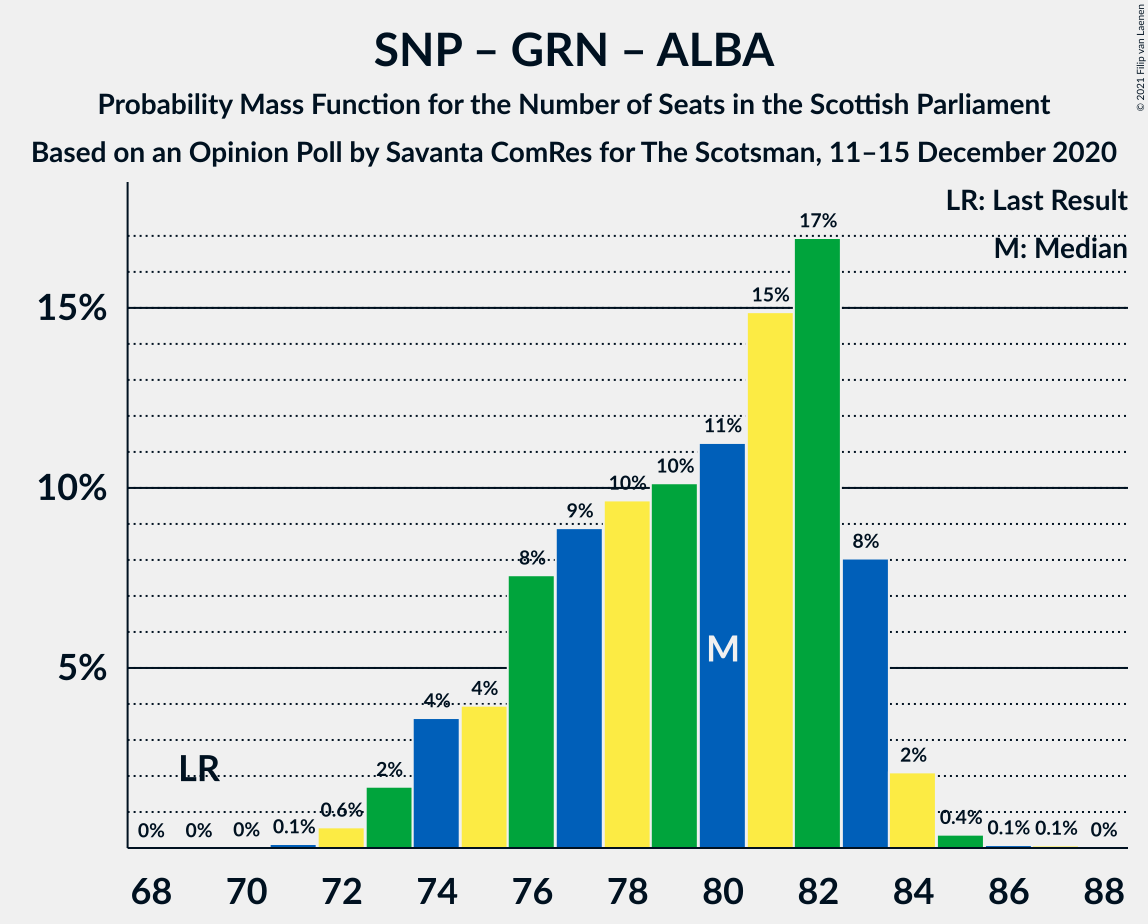 SNP – GRN – ALBA
Probability Mass Function for the Number of Seats in the Scottish Parliament
Based on an Opinion Poll by Savanta ComRes for The Scotsman, 11–15 December 2020
© 2021 Filip van Laenen
LR: Last Result
M: Median
15%
10%
5%
0% 0% 0% 0.1% 0.6% 2% 4% 4% 8% 9% 10% 10% 11% 15% 17% 8% 2% 0.4% 0.1% 0.1% 0%
LR
M
68 70 72 74 76 78 80 82 84 86 88